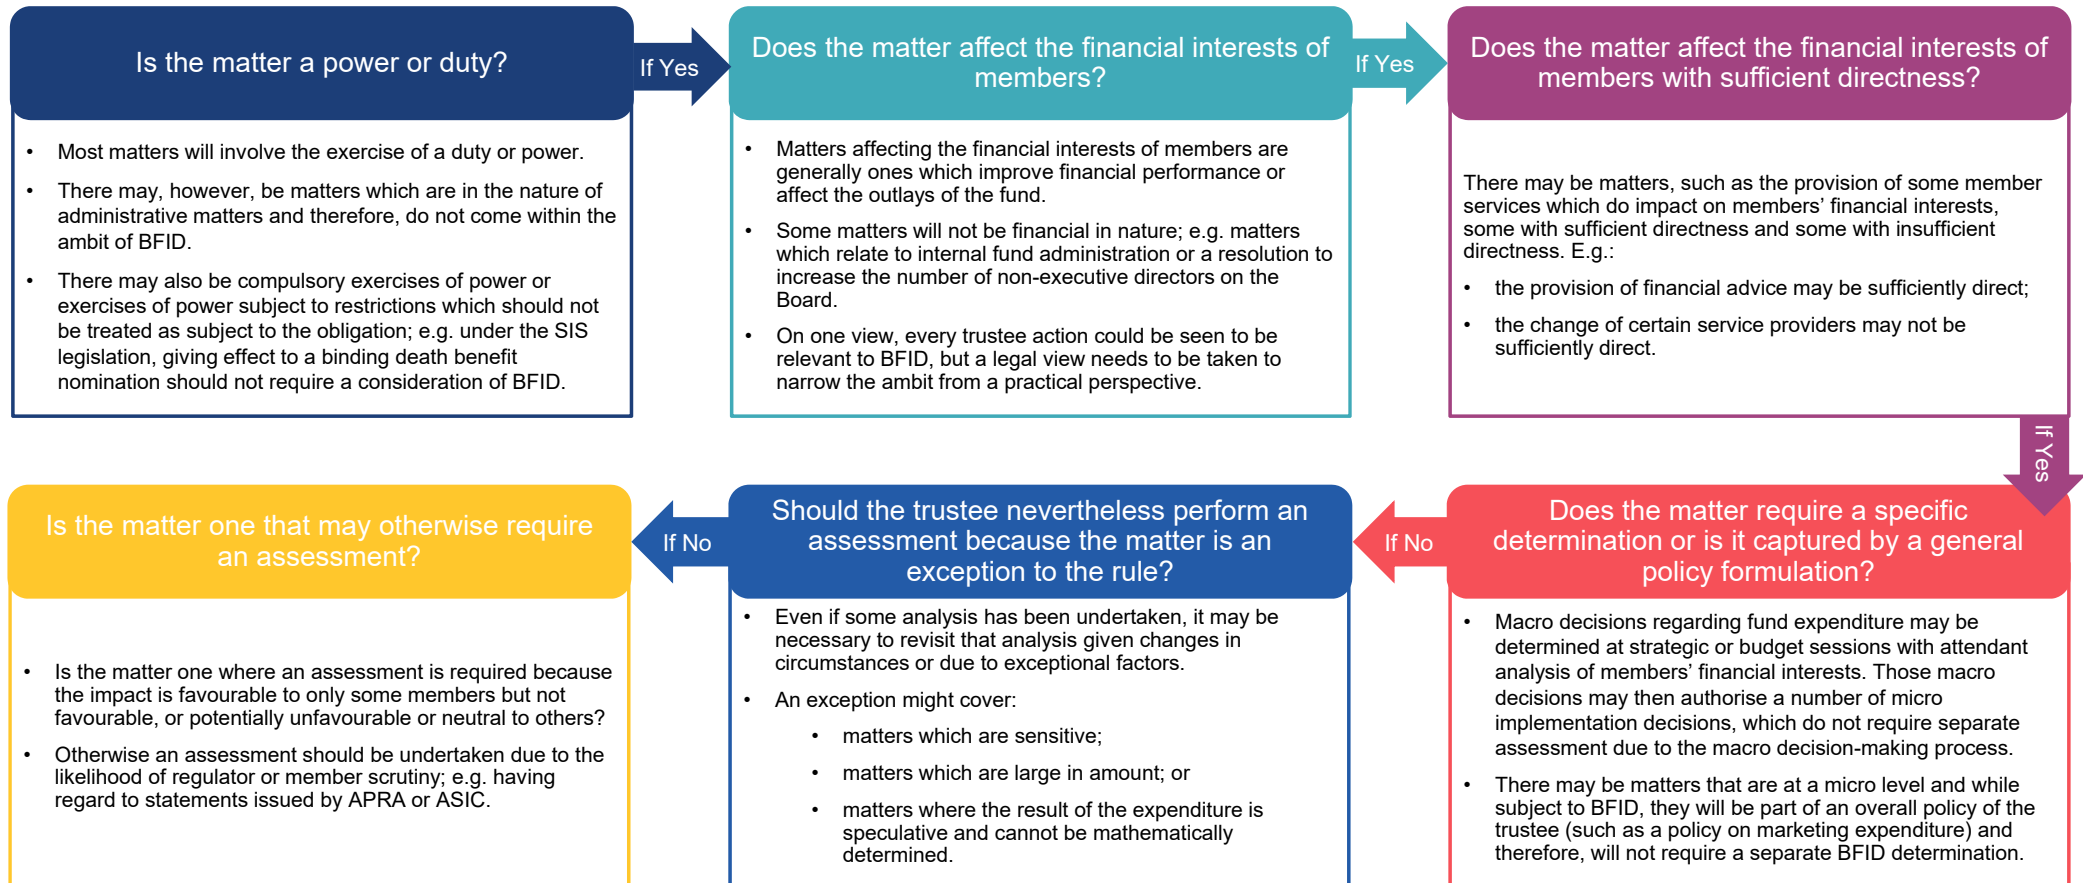 Is the matter a power or duty?
• Most matters will involve the exercise of a duty or power.
• There may, however, be matters which are in the nature of
administrative matters and therefore, do not come within the
ambit of BFID.
• There may also be compulsory exercises of power or
exercises of power subject to restrictions which should not
be treated as subject to the obligation; e.g. under the SIS
legislation, giving effect to a binding death benefit
nomination should not require a consideration of BFID.
If Yes
Does the matter affect the financial interests of
members?
• Matters affecting the financial interests of members are
generally ones which improve financial performance or
affect the outlays of the fund.
• Some matters will not be financial in nature; e.g. matters
which relate to internal fund administration or a resolution to
increase the number of non-executive directors on the
Board.
• On one view, every trustee action could be seen to be
relevant to BFID, but a legal view needs to be taken to
narrow the ambit from a practical perspective.
If Yes
Does the matter affect the financial interests of
members with sufficient directness?
There may be matters, such as the provision of some member
services which do impact on members’ financial interests,
some with sufficient directness and some with insufficient
directness. E.g.:
• the provision of financial advice may be sufficiently direct;
• the change of certain service providers may not be
sufficiently direct.
If Yes
Does the matter require a specific
determination or is it captured by a general
policy formulation?
• Macro decisions regarding fund expenditure may be
determined at strategic or budget sessions with attendant
analysis of members’ financial interests. Those macro
decisions may then authorise a number of micro
implementation decisions, which do not require separate
assessment due to the macro decision-making process.
• There may be matters that are at a micro level and while
subject to BFID, they will be part of an overall policy of the
trustee (such as a policy on marketing expenditure) and
therefore, will not require a separate BFID determination.
If No
Should the trustee nevertheless perform an
assessment because the matter is an
exception to the rule?
• Even if some analysis has been undertaken, it may be
necessary to revisit that analysis given changes in
circumstances or due to exceptional factors.
• An exception might cover:
• matters which are sensitive;
• matters which are large in amount; or
• matters where the result of the expenditure is
speculative and cannot be mathematically
determined.
If No
Is the matter one that may otherwise require
an assessment?
• Is the matter one where an assessment is required because
the impact is favourable to only some members but not
favourable, or potentially unfavourable or neutral to others?
• Otherwise an assessment should be undertaken due to the
likelihood of regulator or member scrutiny; e.g. having
regard to statements issued by APRA or ASIC.